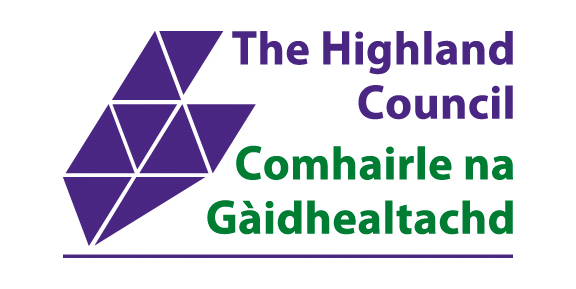 The Highland
Council
Comhairle na
Gàidhealtachd